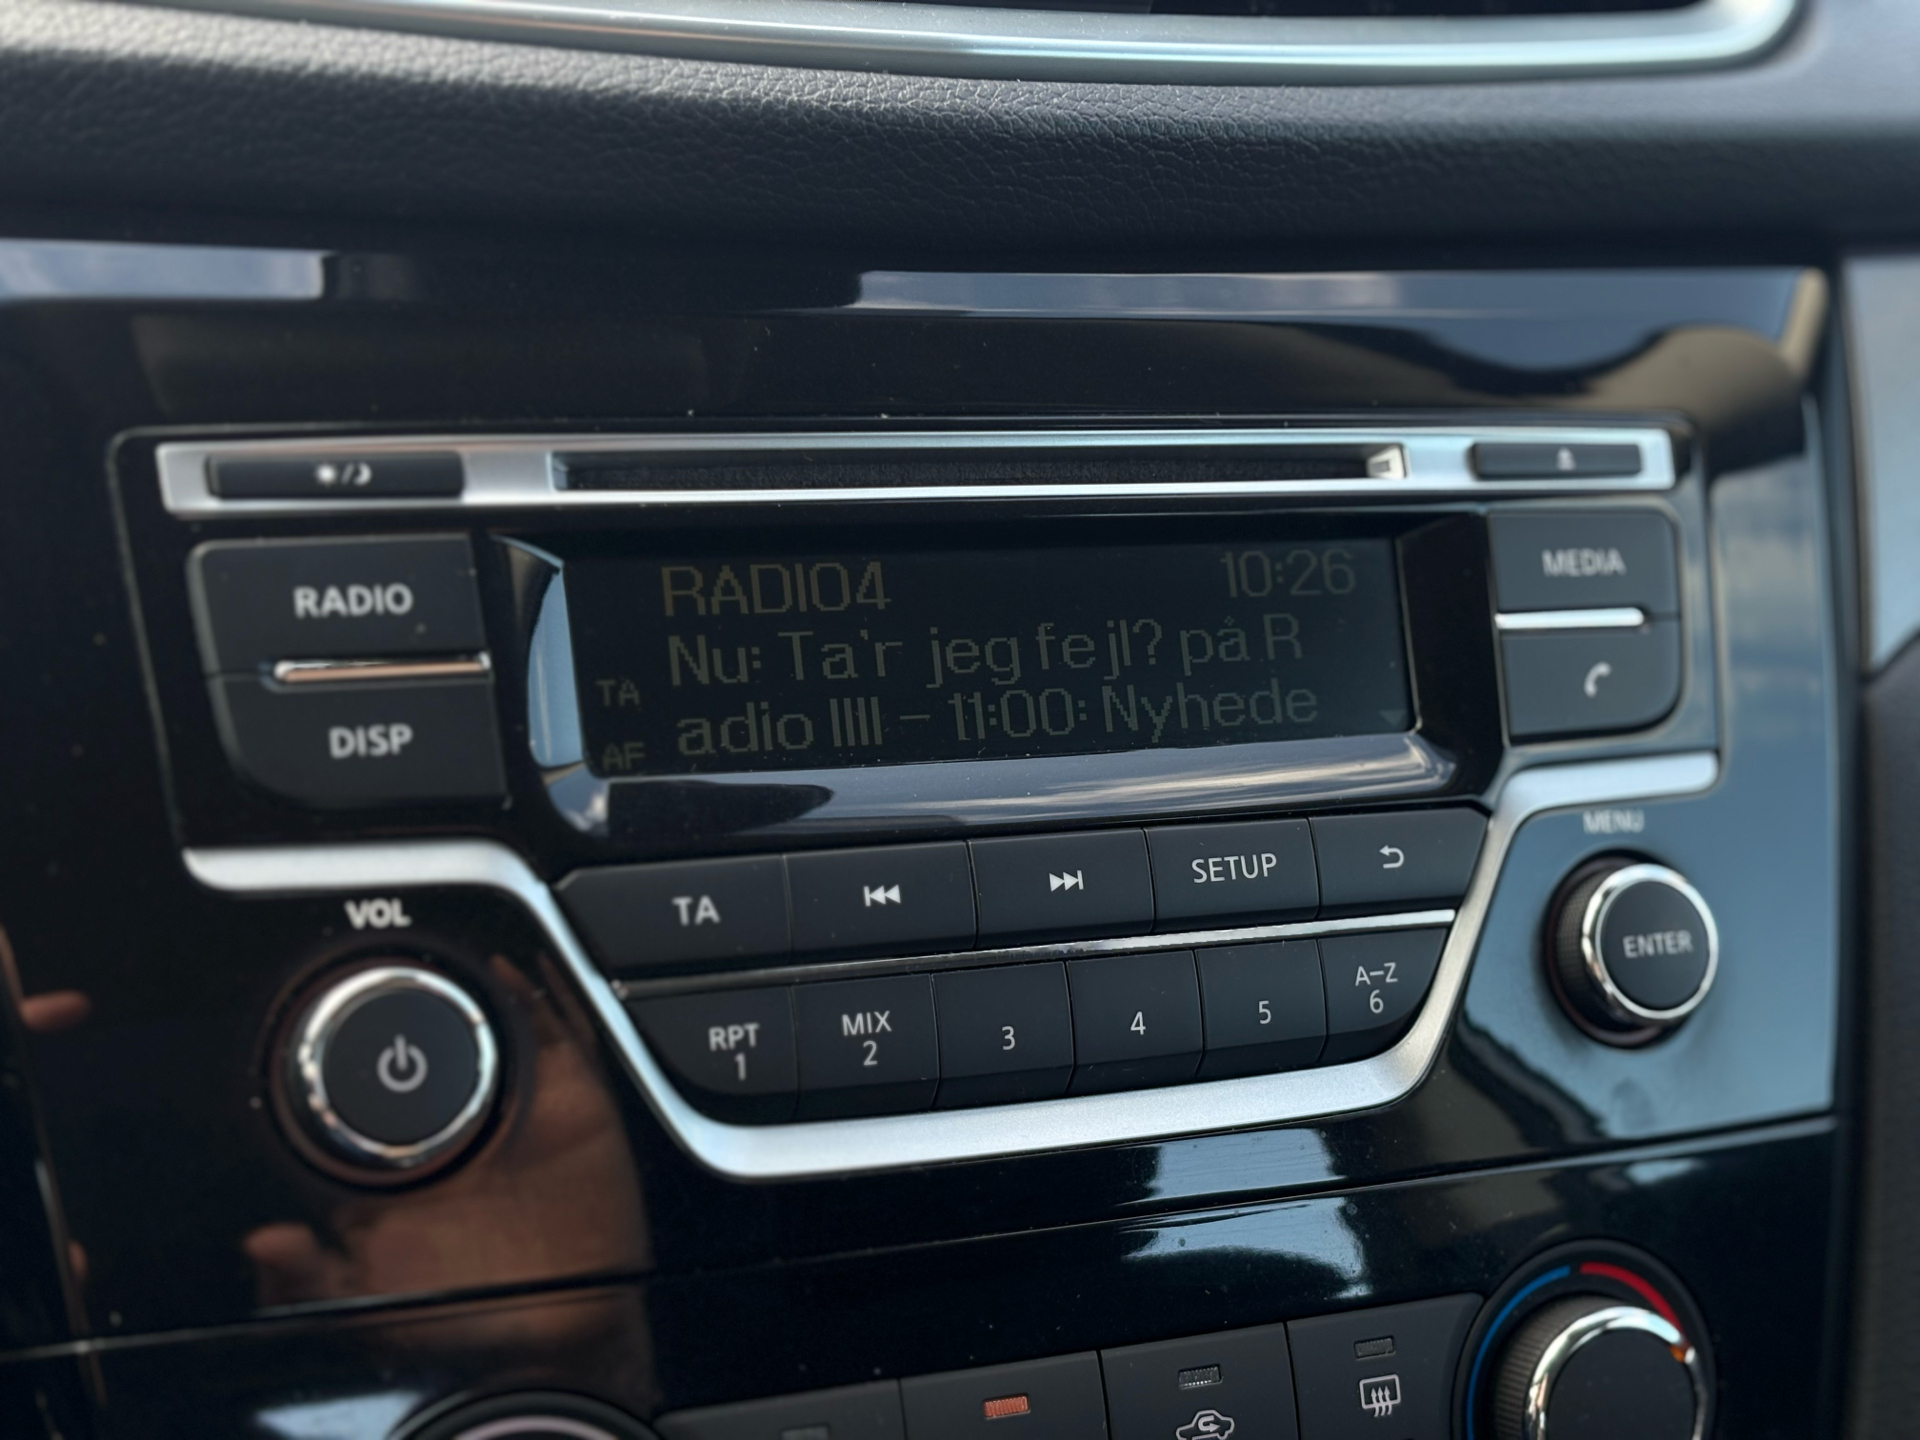 RADIO4 10:26
Nu: Ta'r jeg fejl? på R
adio IIII - 11:00: Nyhede
TA
AF
RADIO
DISP
MEDIA
MENU
ENTER
VOL
TA
SETUP
RPT
1
MIX
2
3
4
5
A-Z
6